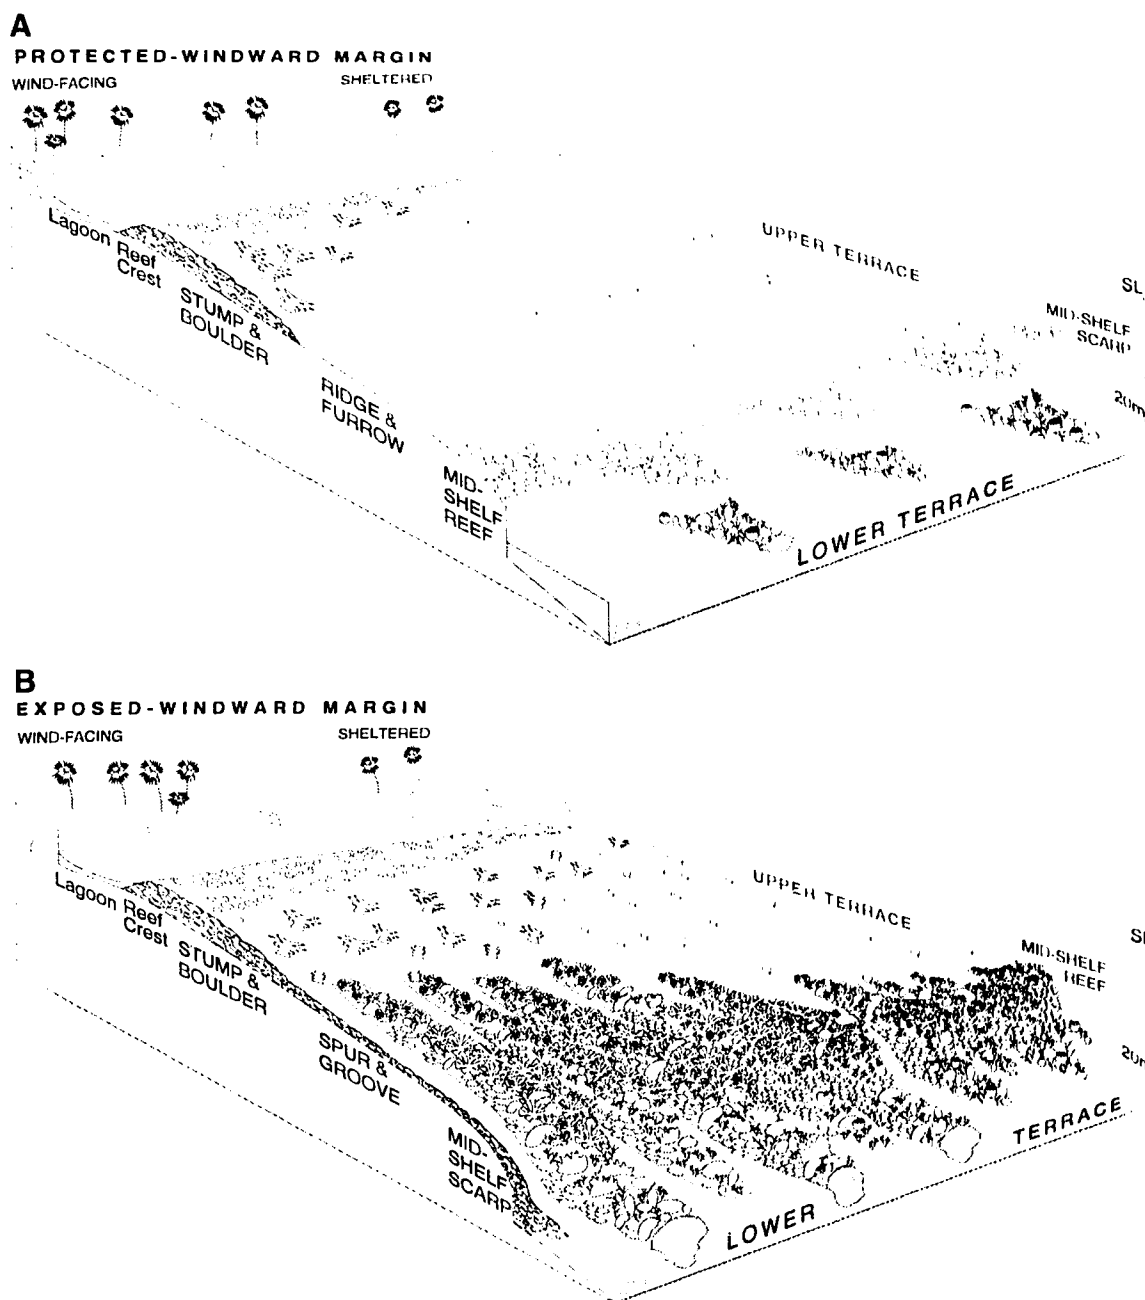 A
PROTECTED-WINDWARD MARGIN
WIND-FACING
SHELTERED
Lagoon
Reef
Crest
STUMP &
BOULDER
RIDGE &
FURROW
MID-
SHELF
REEF
UPPER TERRACE
SL
MID-SHELF
SCARP
20m
LOWER TERRACE
B
EXPOSED-WINDWARD MARGIN
WIND-FACING
SHELTERED
Lagoon
Reef
Crest
STUMP &
BOULDER
SPUR &
GROOVE
MID-
SHELF
SCARP
UPPER TERRACE
MID-SHELF
REEF
LOWER TERRACE